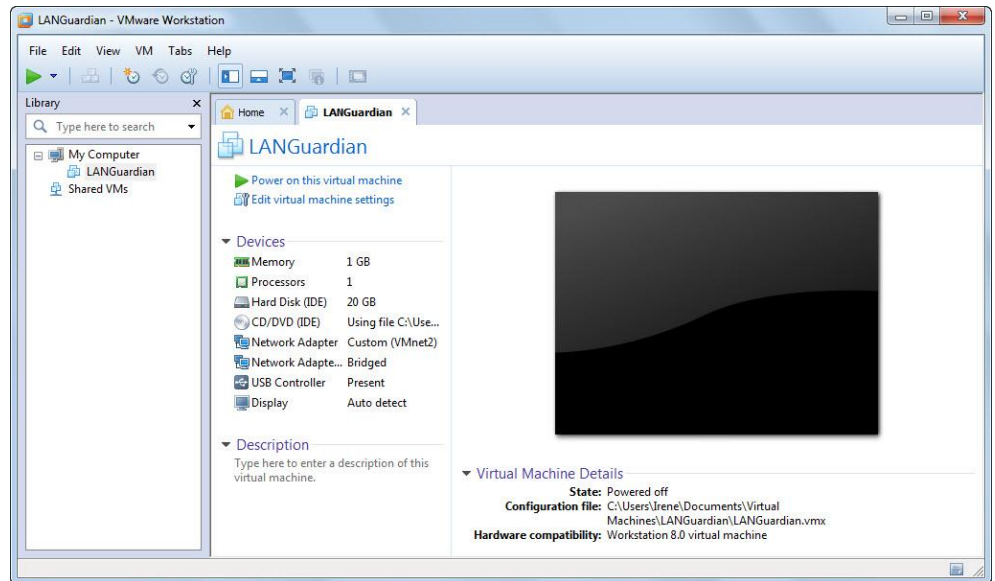 LANGuardian - VMware Workstation
File Edit View VM Tabs Help
Library
Type here to search
My Computer
LANGuardian
Shared VMs
Home
LANGuardian
LANGuardian
Power on this virtual machine
Edit virtual machine settings
Devices
Memory 1 GB
Processors 1
Hard Disk (IDE) 20 GB
CD/DVD (IDE) Using file C:\Use...
Network Adapter Custom (VMnet2)
Network Adapte... Bridged
USB Controller Present
Display Auto detect
Description
Type here to enter a description of this
virtual machine.
Virtual Machine Details
State: Powered off
Configuration file: C:\Users\Irene\Documents\Virtual
Machines\LANGuardian\LANGuardian.vmx
Hardware compatibility: Workstation 8.0 virtual machine